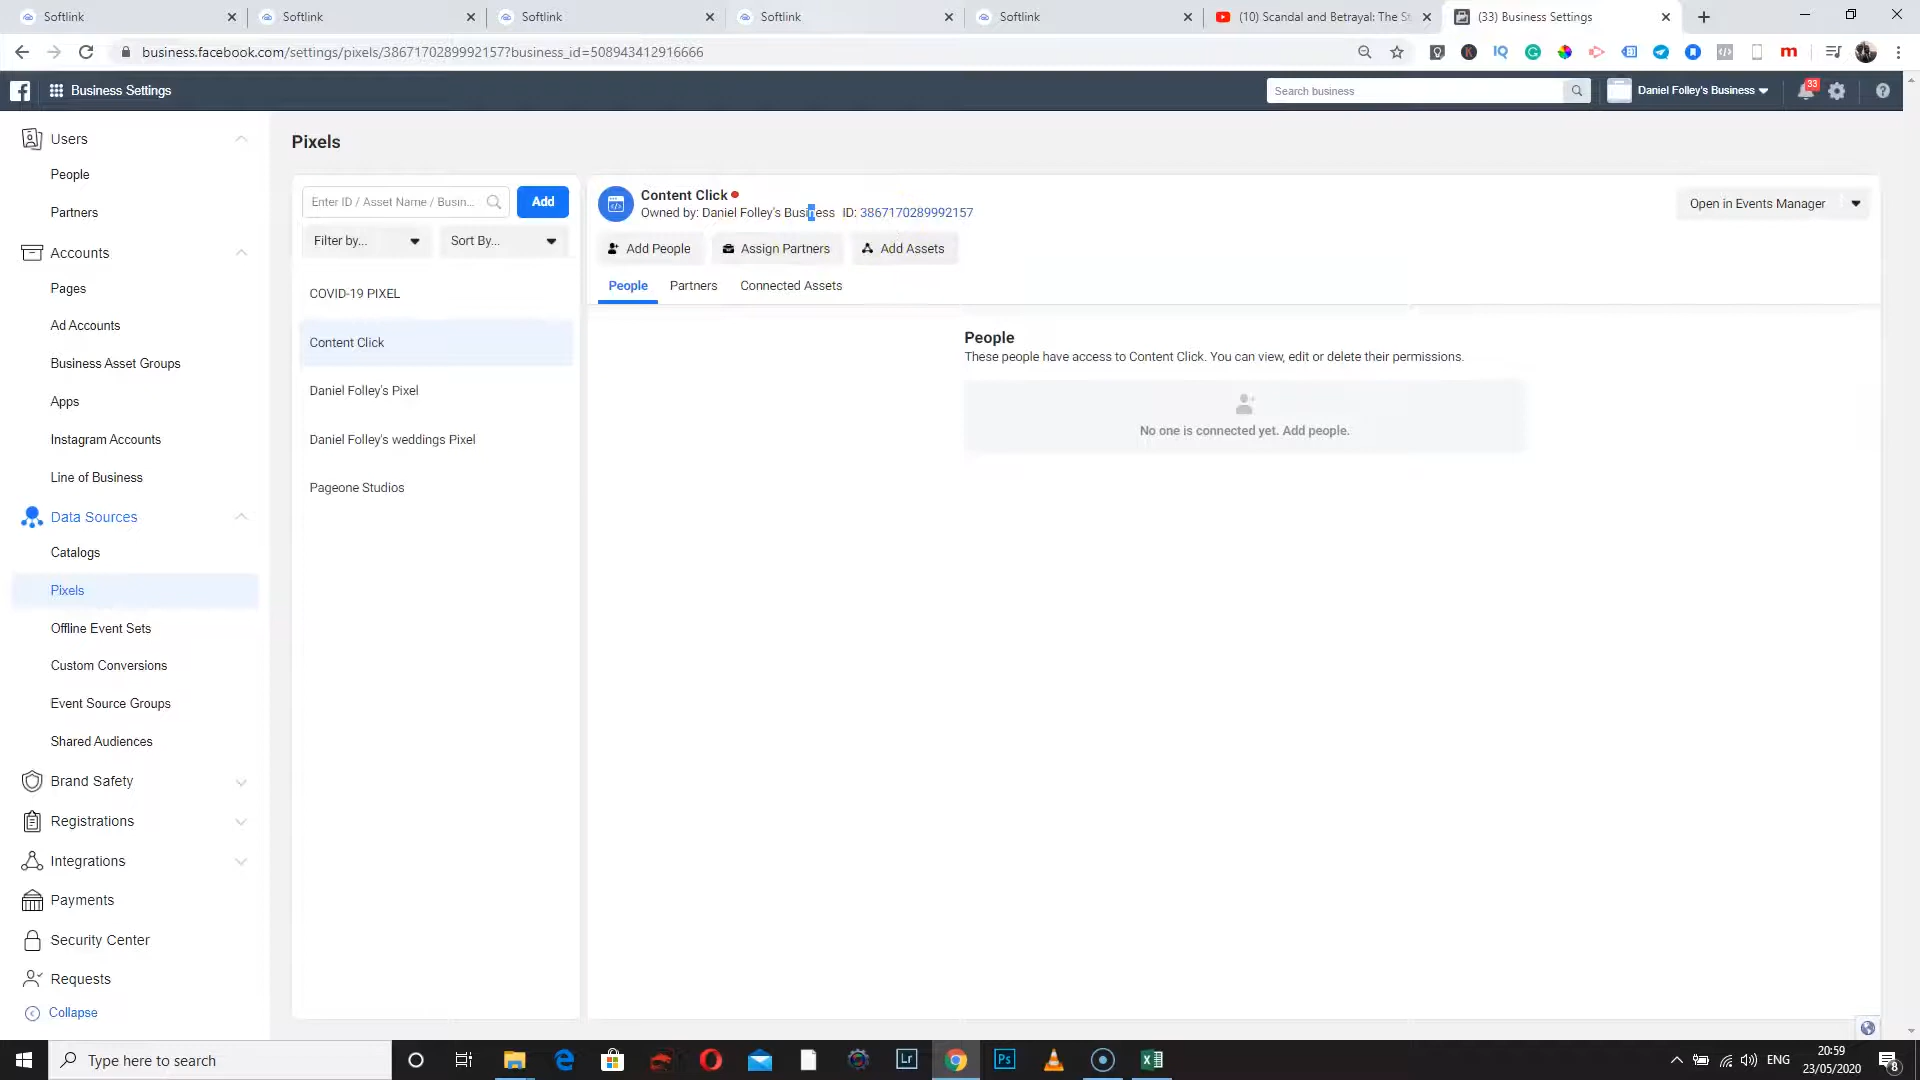 Softlink
Softlink
Softlink
Softlink
Softlink
(10) Scandal and Betrayal: The St
(33) Business Settings
business.facebook.com/settings/pixels/3867170289992157?business_id=508943412916666
Business Settings
Search business
Daniel Folley's Business
33
Users
People
Partners
Accounts
Pages
Ad Accounts
Business Asset Groups
Apps
Instagram Accounts
Line of Business
Data Sources
Catalogs
Pixels
Offline Event Sets
Custom Conversions
Event Source Groups
Shared Audiences
Brand Safety
Registrations
Integrations
Payments
Security Center
Requests
Collapse
Pixels
Enter ID / Asset Name / Busin...
Add
Filter by...
Sort By...
COVID-19 PIXEL
Content Click
Daniel Folley's Pixel
Daniel Folley's weddings Pixel
Pageone Studios
Content Click
Owned by: Daniel Folley's Business ID: 3867170289992157
Open in Events Manager
Add People
Assign Partners
Add Assets
People
Partners
Connected Assets
People
These people have access to Content Click. You can view, edit or delete their permissions.
No one is connected yet. Add people.
Type here to search
Lr
Ps
ENG
20:59
23/05/2020
8